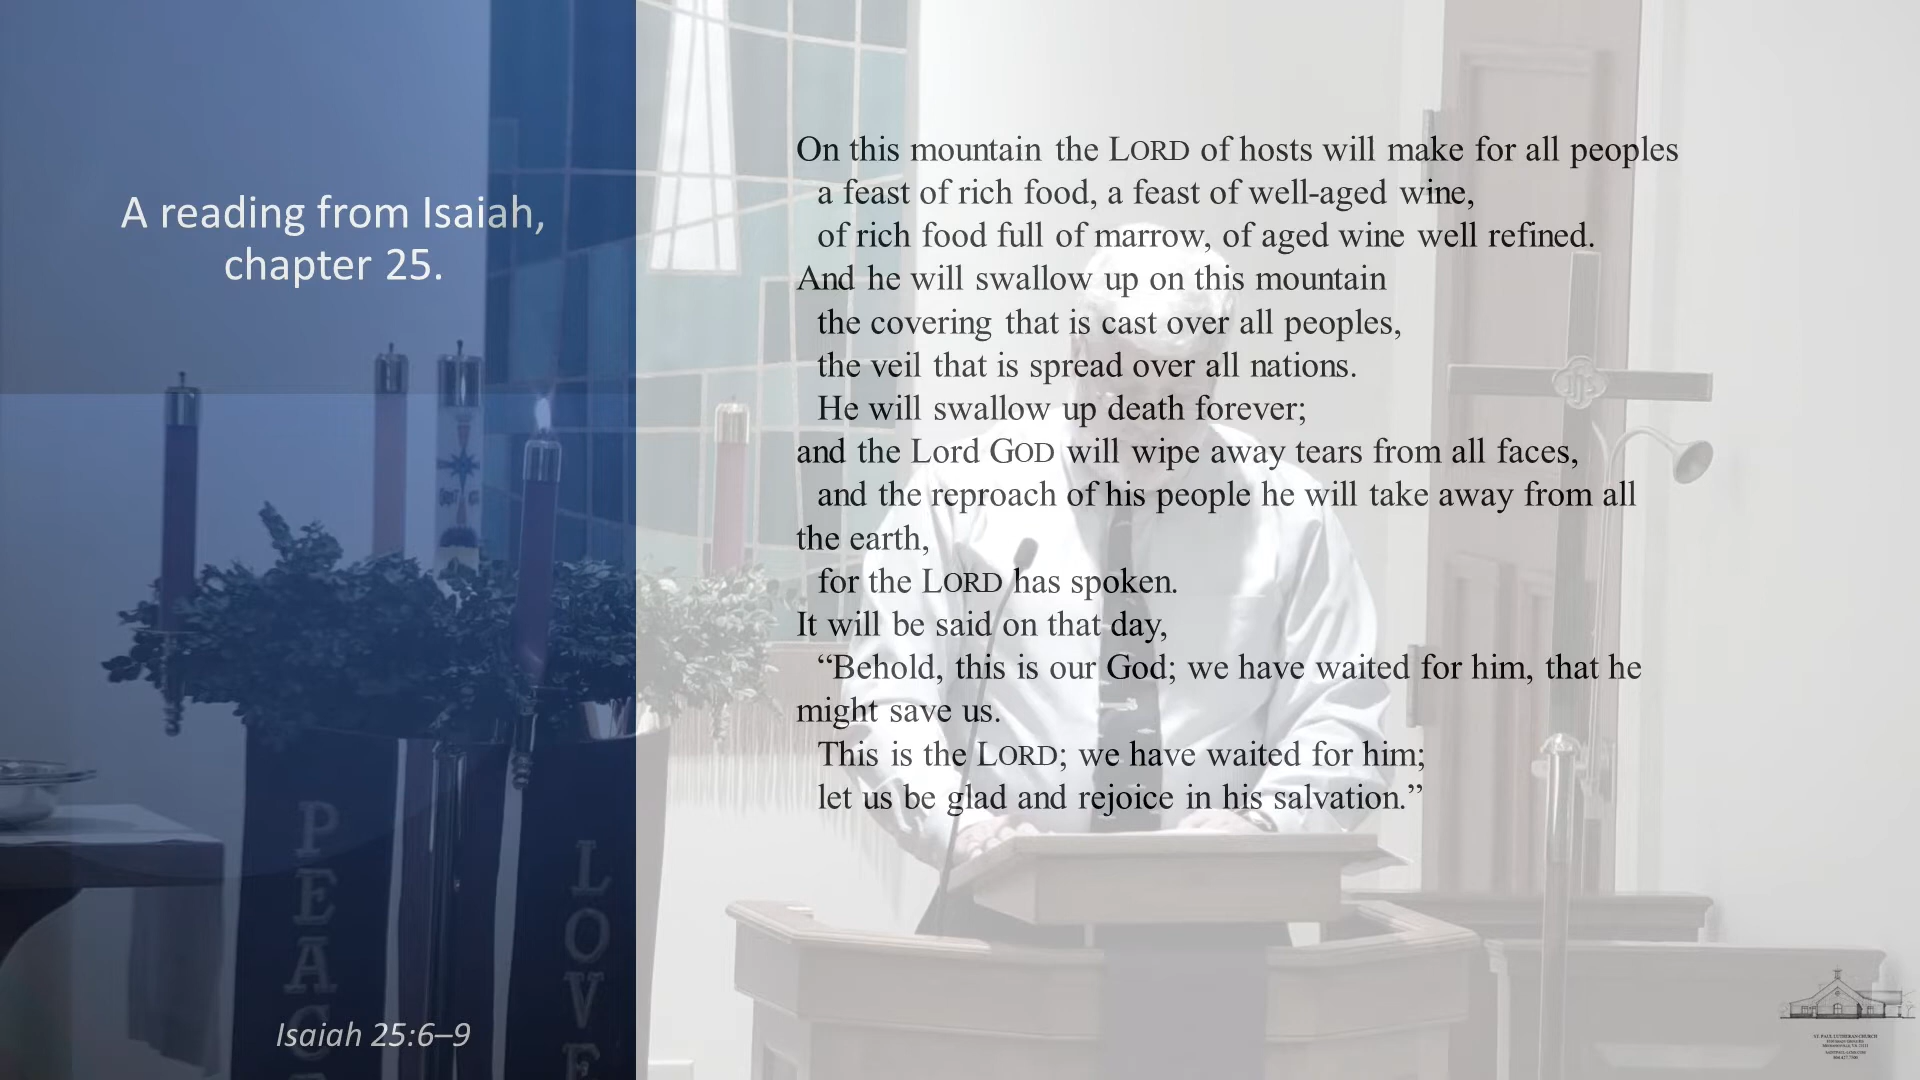 A reading from Isaiah,
chapter 25.
On this mountain the LORD of hosts will make for all peoples
a feast of rich food, a feast of well-aged wine,
of rich food full of marrow, of aged wine well refined.
And he will swallow up on this mountain
the covering that is cast over all peoples,
the veil that is spread over all nations.
He will swallow up death forever;
and the Lord GOD will wipe away tears from all faces,
and the reproach of his people he will take away from all
the earth,
for the LORD has spoken.
It will be said on that day,
“Behold, this is our God; we have waited for him, that he
might save us.
This is the LORD; we have waited for him;
let us be glad and rejoice in his salvation.”
Isaiah 25:6–9
PEAC
LOVE
ST. PAUL LUTHERAN CHURCH